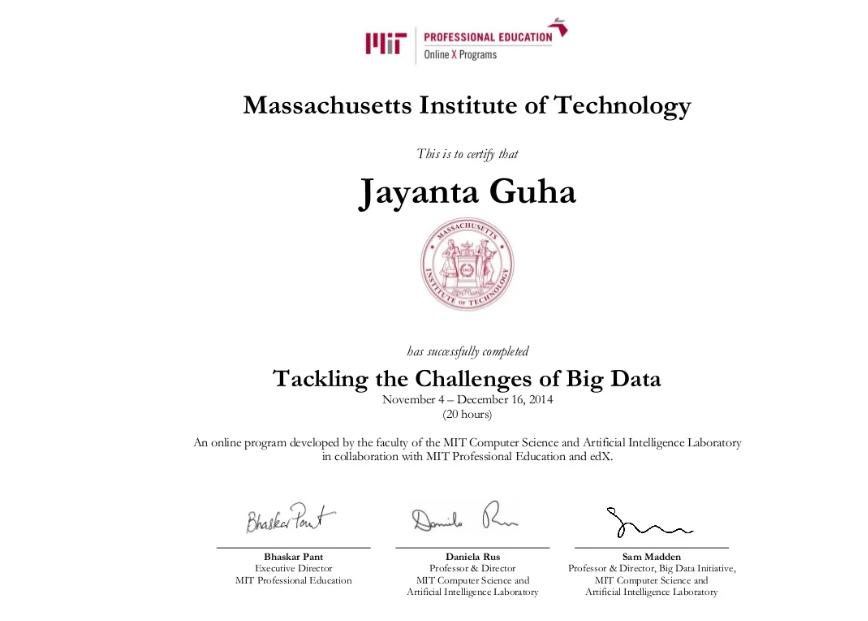 MIT PROFESSIONAL EDUCATION
Online X Programs
Massachusetts Institute of Technology
This is to certify that
Jayanta Guha
MASSACHUSETTS
INSTITUTE OF TECHNOLOGY
has successfully completed
Tackling the Challenges of Big Data
November 4 – December 16, 2014
(20 hours)
An online program developed by the faculty of the MIT Computer Science and Artificial Intelligence Laboratory
in collaboration with MIT Professional Education and edX.
Bhaskar Pant Daniela Rus
Bhaskar Pant Daniela Rus Sam Madden
Executive Director Professor & Director Professor & Director, Big Data Initiative,
MIT Professional Education MIT Computer Science and MIT Computer Science and
Artificial Intelligence Laboratory Artificial Intelligence Laboratory